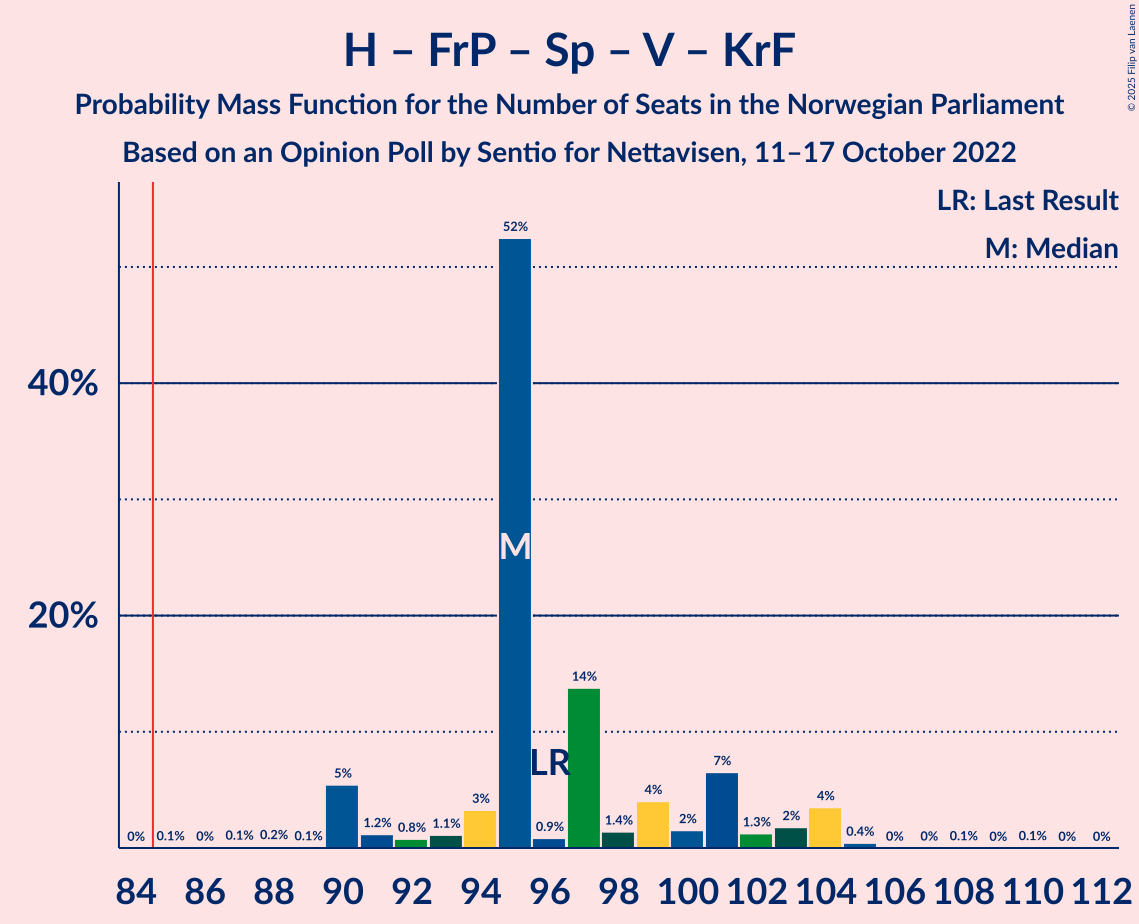 H – FrP – Sp – V – KrF
Probability Mass Function for the Number of Seats in the Norwegian Parliament
Based on an Opinion Poll by Sentio for Nettavisen, 11–17 October 2022
© 2025 Filip van Laenen
LR: Last Result
M: Median
40%
20%
52%
M
LR
14%
0% 0.1% 0% 0.1% 0.2% 0.1% 5% 1.2% 0.8% 1.1% 3% 0.9% 1.4% 4% 2% 7% 1.3% 2% 4% 0.4% 0% 0% 0.1% 0% 0.1% 0% 0%
84 86 88 90 92 94 96 98 100 102 104 106 108 110 112